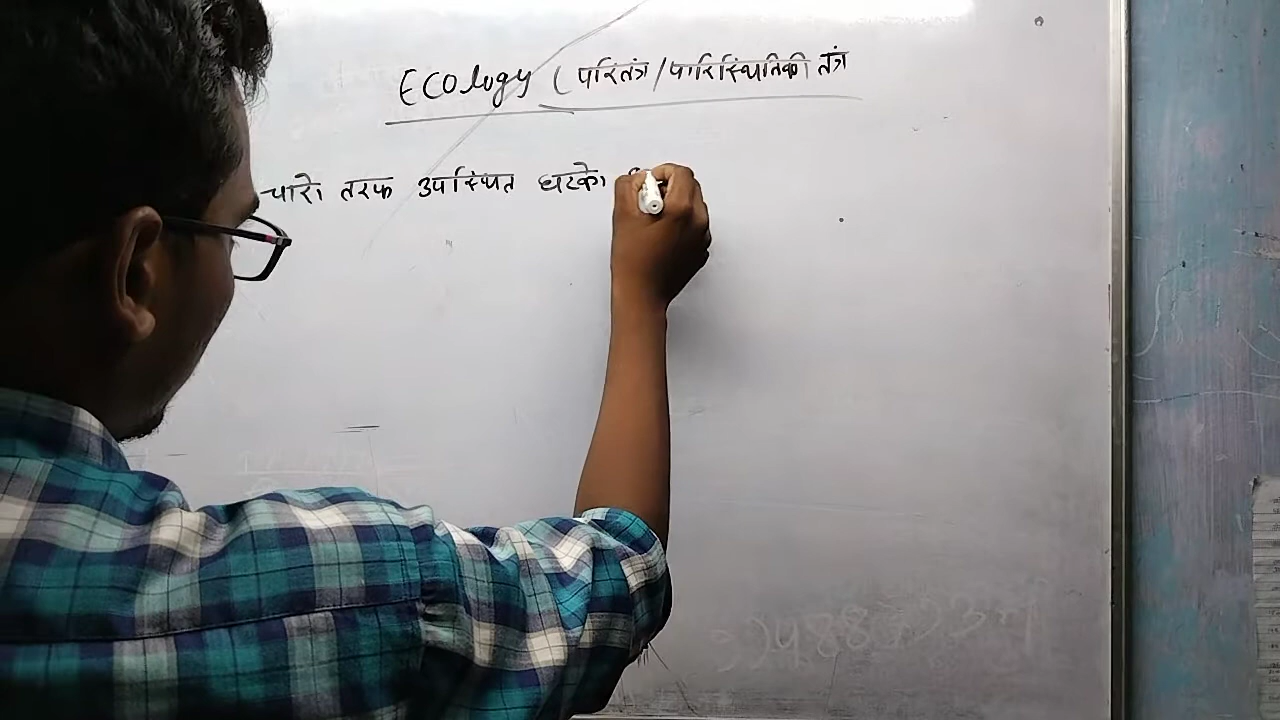 Ecology (परितंत्र/पारिस्थितिकी तंत्र
चारो तरफ उपस्थित घटको